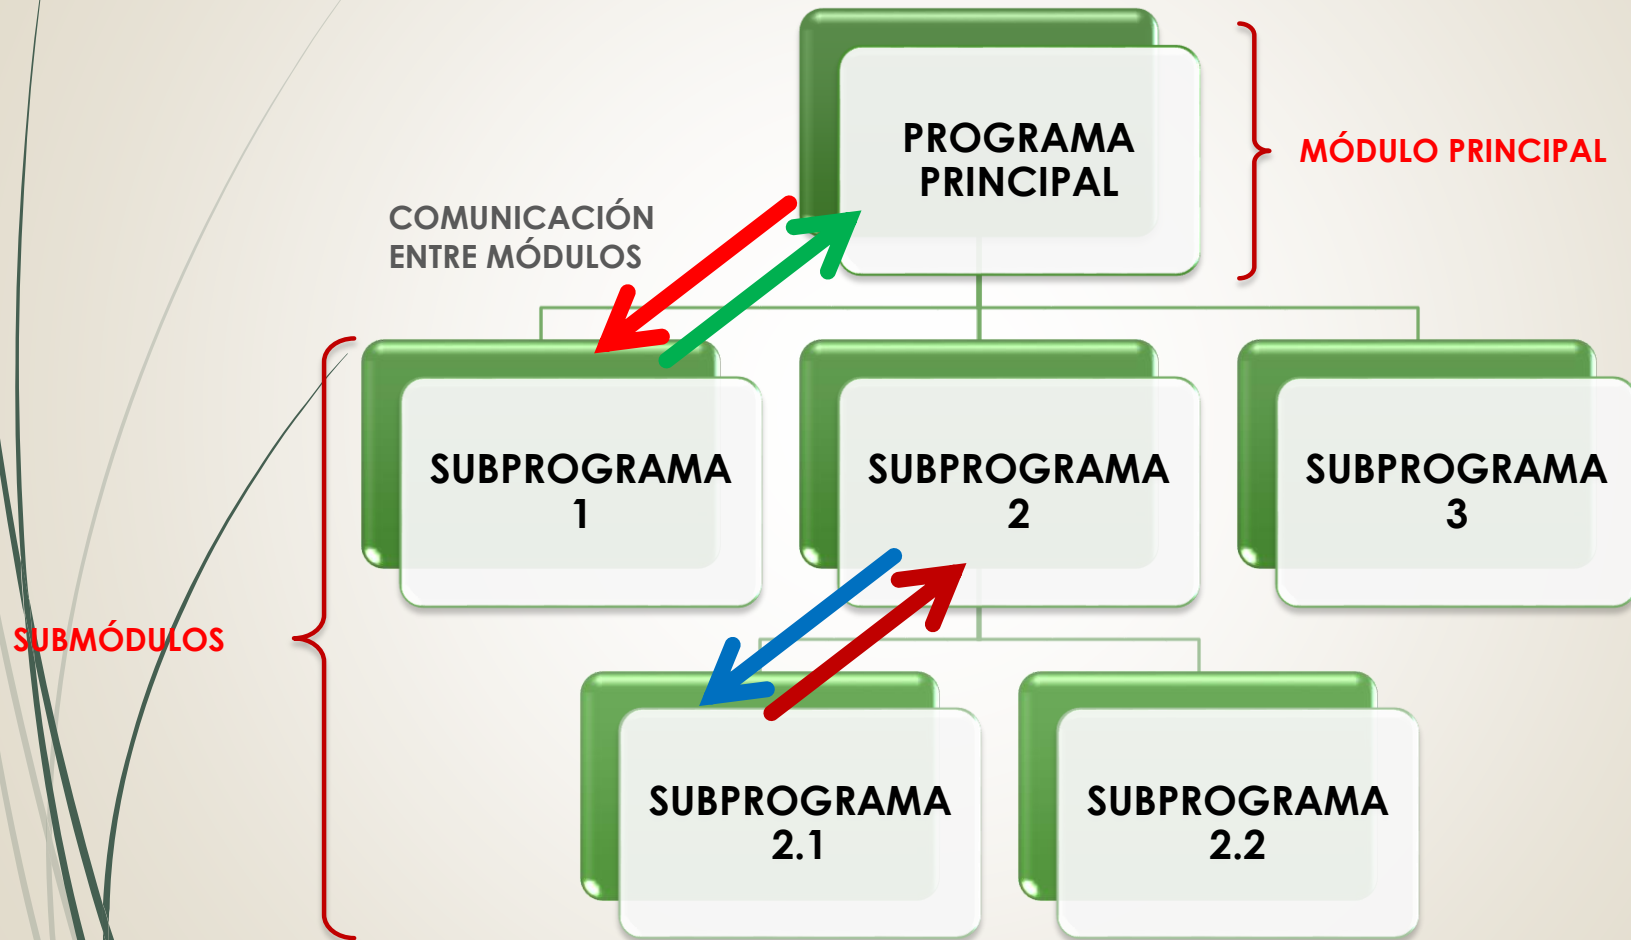 PROGRAMA
PRINCIPAL
MÓDULO PRINCIPAL
COMUNICACIÓN
ENTRE MÓDULOS
SUBPROGRAMA
1
SUBPROGRAMA
2
SUBPROGRAMA
3
SUBMÓDULOS
SUBPROGRAMA
2.1
SUBPROGRAMA
2.2